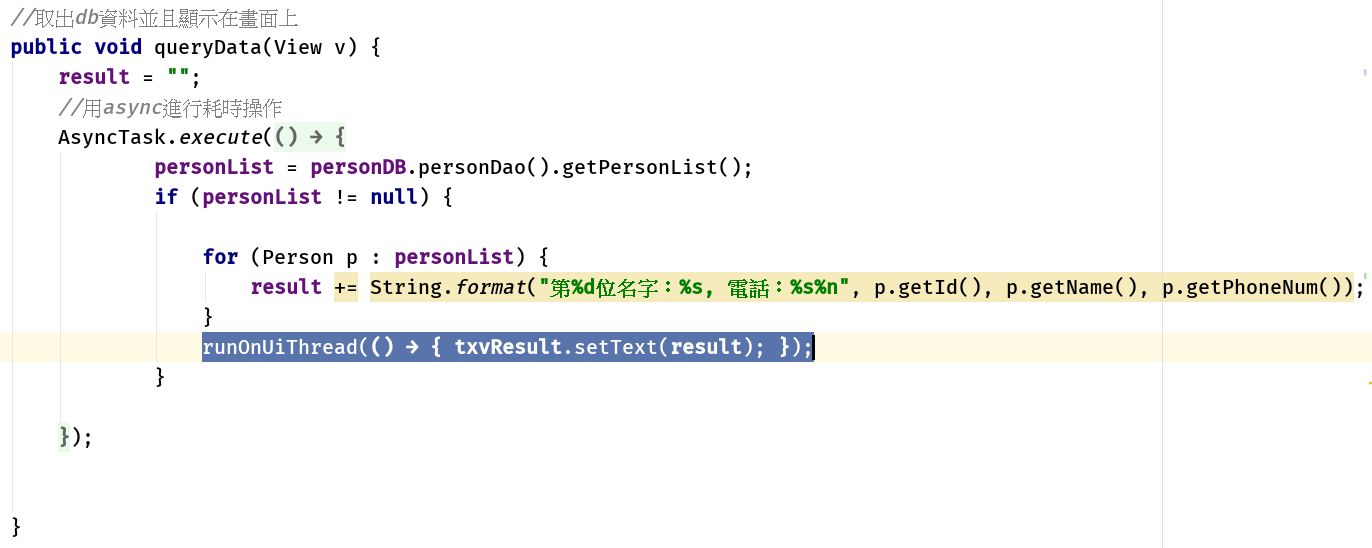 //取出db資料並且顯示在畫面上
public void queryData(View v) {
result = "";
//用async進行耗時操作
AsyncTask.execute(() → {
personList = personDB.personDao().getPersonList();
if (personList != null) {
for (Person p : personList) {
result += String.format("第%d位名字：%s, 電話：%s%n", p.getId(), p.getName(), p.getPhoneNum());
}
runOnUiThread(() → { txvResult.setText(result); });
}
});
}